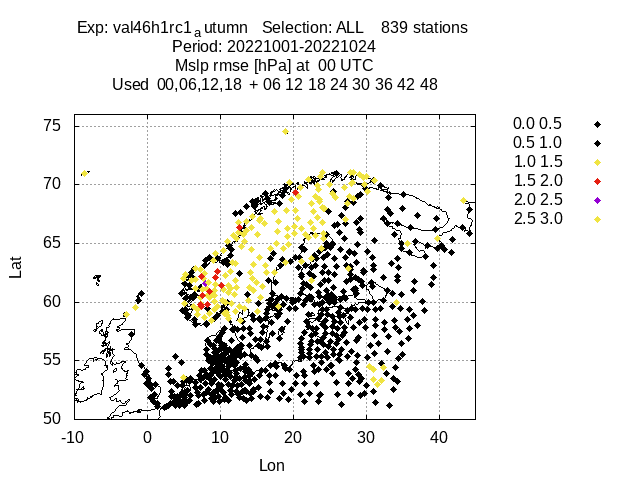 Exp: val46h1rc1a utumn Selection: ALL 839 stations
Period: 20221001-20221024
Mslp rmse [hPa] at 00 UTC
Used 00,06,12,18 + 06 12 18 24 30 36 42 48
75
70
65
60
55
50
-10 0 10 20 30 40
Lat
Lon
0.0 0.5
0.5 1.0
1.0 1.5
1.5 2.0
2.0 2.5
2.5 3.0